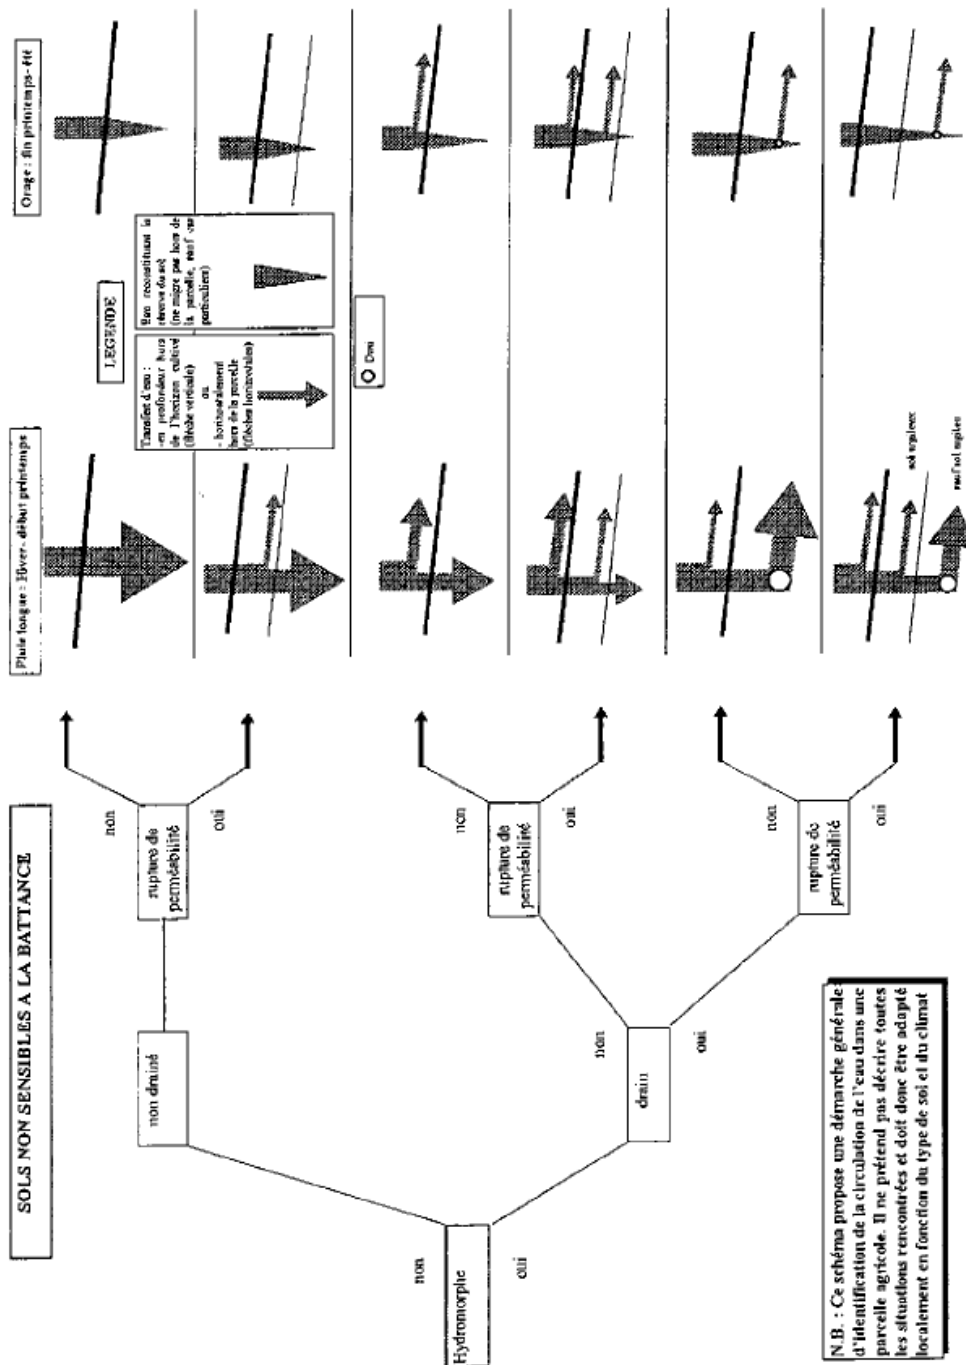 SOLS NON SENSIBLES A LA BATTANCE
Pluie longue : Hiver- début printemps
Orage : fin printemps- été
LEGENDE
Transfert d'eau :
-en profondeur hors
de l'horizon cultivé
(flèche verticale)
ou
- horizontalement
hors de la parcelle
(flèches horizontales)
Eau reconstituant la
réserve du sol
(ne migre pas hors de
la parcelle, sauf cas
particuliers)
Drain
Hydromorphe
non
oui
non drainé
drain
non
oui
rupture de
perméabilité
non
oui
rupture de
perméabilité
non
oui
rupture de
perméabilité
non
oui
sol argileux
sauf sol argileux
N.B. : Ce schéma propose une démarche générale
d'identification de la circulation de l'eau dans une
parcelle agricole. Il ne prétend pas décrire toutes
les situations rencontrées et doit donc être adapté
localement en fonction du type de sol et du climat